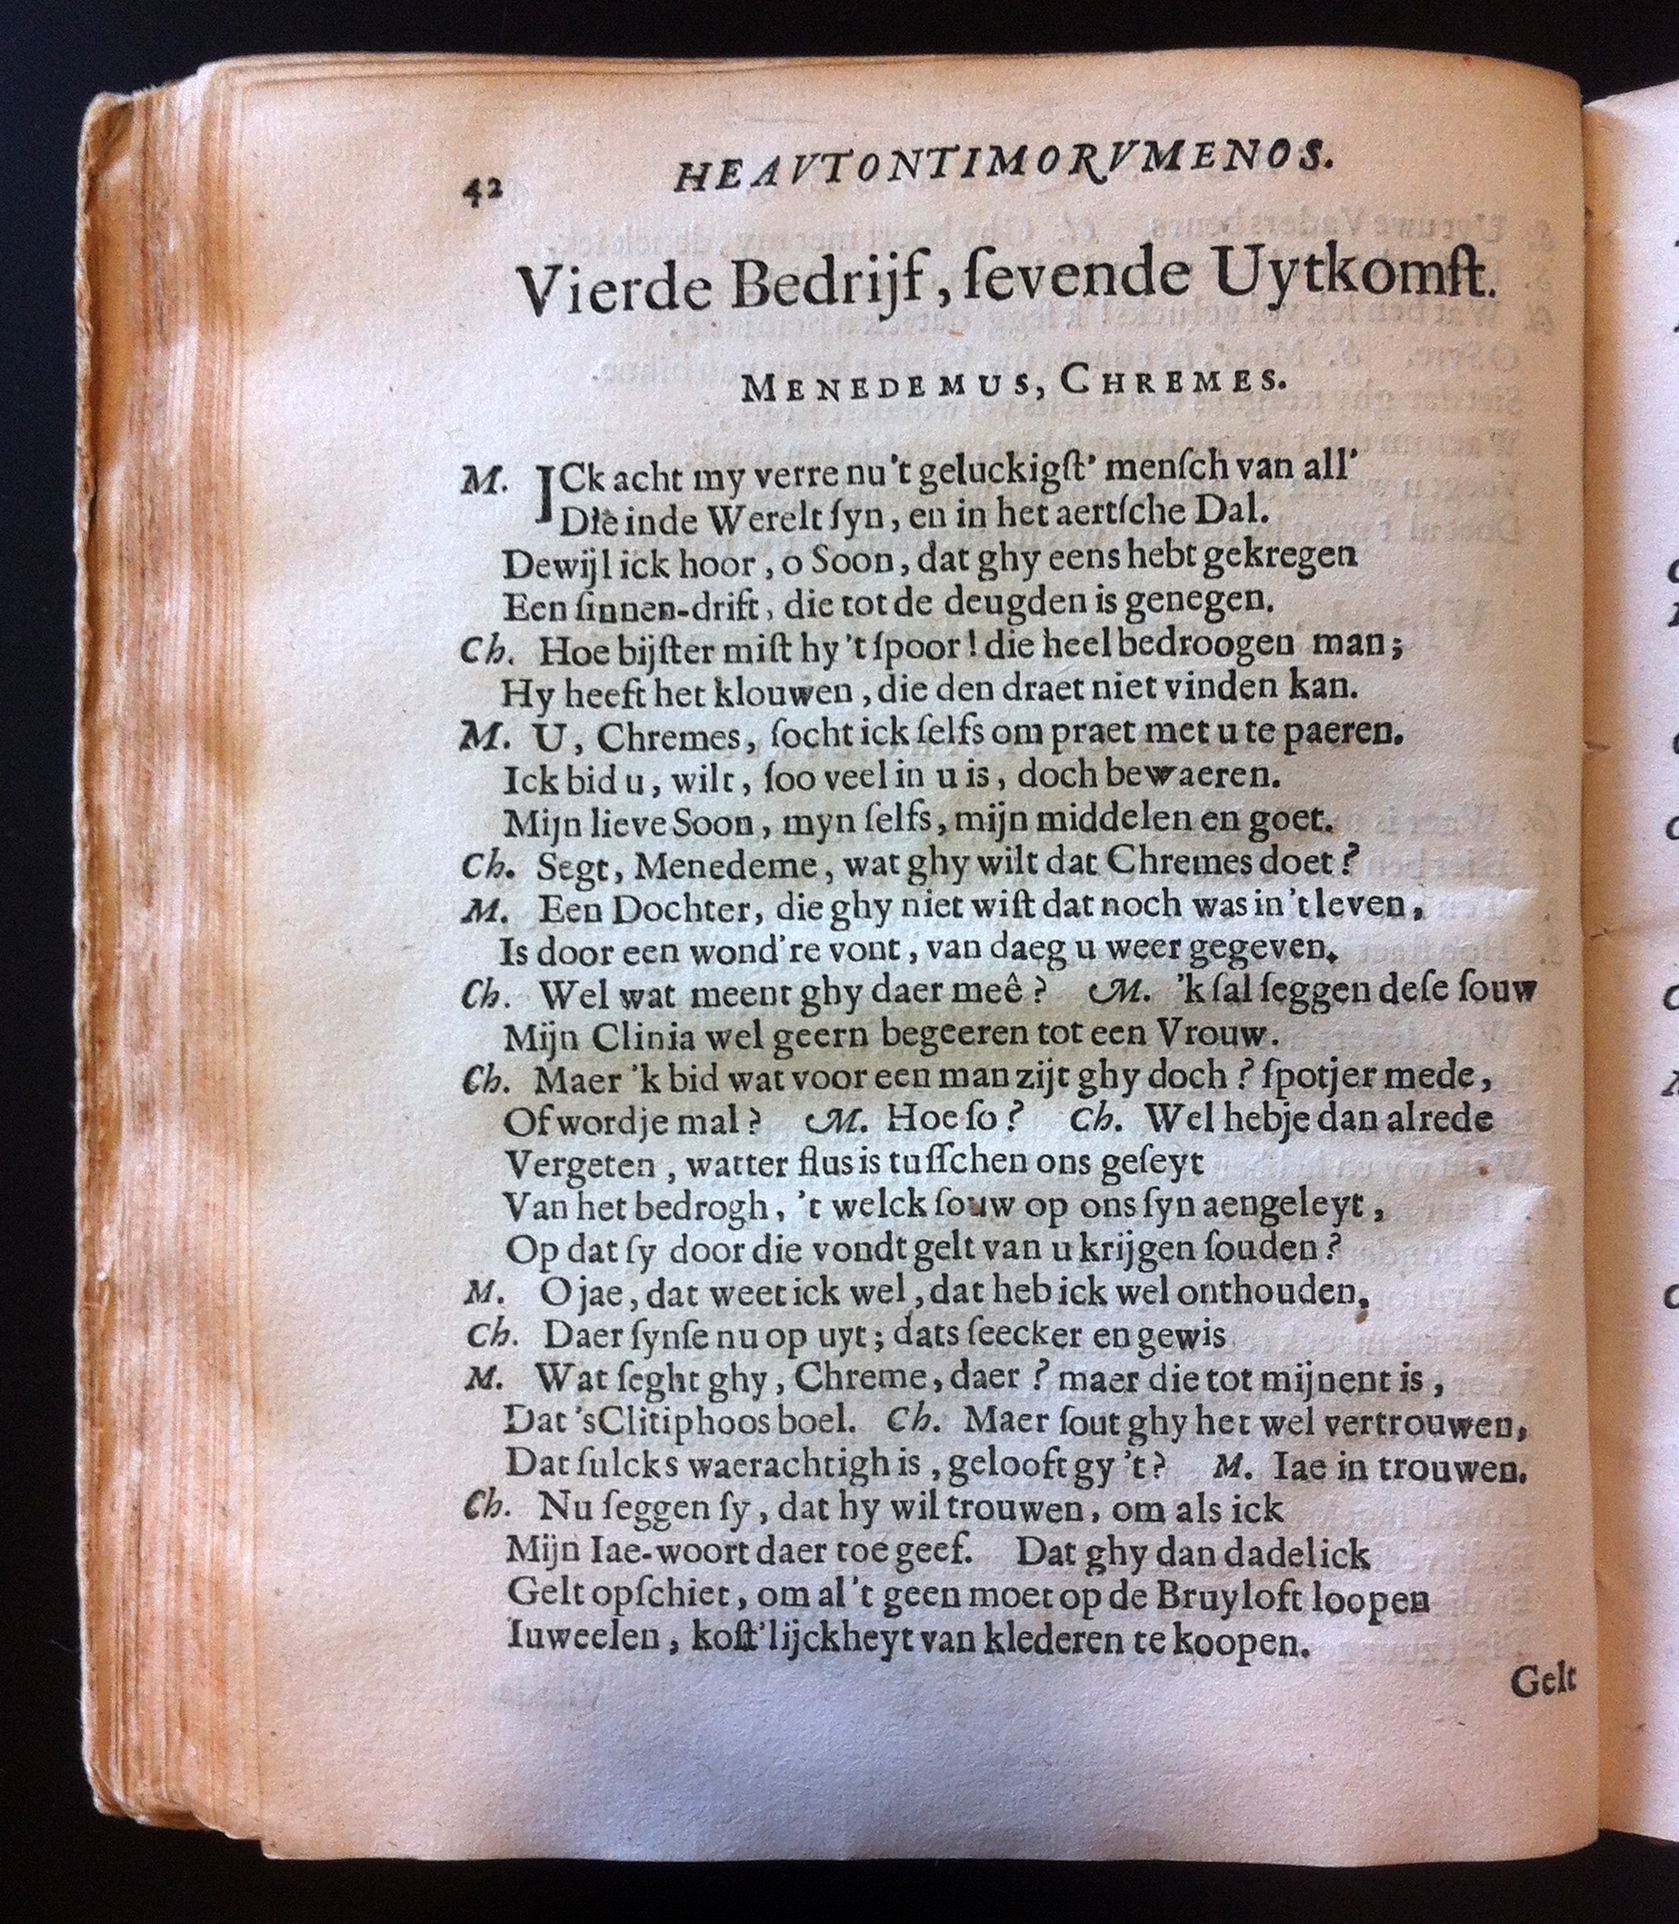 42 HEAVTONTIMORVMENOS.
Vierde Bedrijf, ſevende Uytkomſt.
MENEDEMUS, CHREMES.
M. ICk acht my verre nu't geluckigſt' menſch van all'
Die inde Werelt ſyn, en in het aertſche Dal.
Dewijl ick hoor, o Soon, dat ghy eens hebt gekregen
Een ſinnen-drift, die tot de deugden is genegen.
Ch. Hoe bijſter miſt hy 't ſpoor! die heel bedroogen man;
Hy heeft het klouwen, die den draet niet vinden kan.
M. U, Chremes, ſocht ick ſelfs om praet met u te paeren.
Ick bid u, wilt, ſoo veel in u is, doch bewaeren.
Mijn lieve Soon, myn ſelfs, mijn middelen en goet.
Ch. Segt, Menedeme, wat ghy wilt dat Chremes doet?
M. Een Dochter, die ghy niet wiſt dat noch was in 't leven,
Is door een wond're vont, van daeg u weer gegeven.
Ch. Wel wat meent ghy daer meê? M. 'k ſal ſeggen deſe ſouw
Mijn Clinia wel geern begeeren tot een Vrouw.
Ch. Maer 'k bid wat voor een man zijt ghy doch? ſpotjer mede,
Of wordje mal? M. Hoe ſo? Ch. Wel hebje dan alrede
Vergeten, watter flus is tuſſchen ons geſeyt
Van het bedrogh, 't welck ſouw op ons ſyn aengeleyt,
Op dat ſy door die vondt gelt van u krijgen ſouden?
M. O jae, dat weet ick wel, dat heb ick wel onthouden.
Ch. Daer ſynſe nu op uyt; dats ſeecker en gewis
M. Wat ſeght ghy, Chreme, daer? maer die tot mijnent is,
Dat 'sClitiphoos boel. Ch. Maer ſout ghy het wel vertrouwen,
Dat ſulcks waerachtigh is, gelooft gy 't? M. Iae in trouwen.
Ch. Nu ſeggen ſy, dat hy wil trouwen, om als ick
Mijn Iae-woort daer toe geef. Dat ghy dan dadelick
Gelt opſchiet, om al 't geen moet op de Bruyloft loopen
Iuweelen, koſt'lijckheyt van klederen te koopen.
Gelt